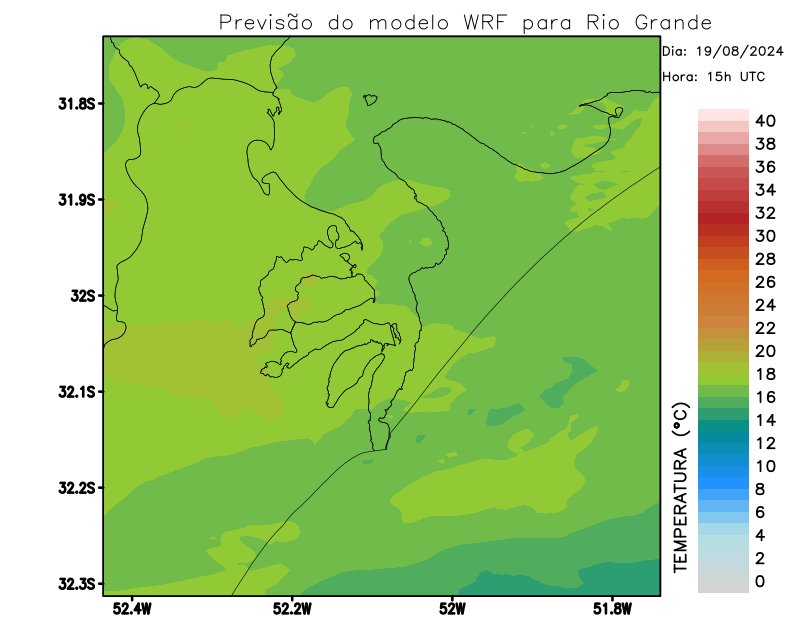 Previsão do modelo WRF para Rio Grande
Dia: 19/08/2024
Hora: 15h UTC
31.8S
31.9S
32S
32.1S
32.2S
32.3S
52.4W
52.2W
52W
51.8W
TEMPERATURA (°C)
40
38
36
34
32
30
28
26
24
22
20
18
16
14
12
10
8
6
4
2
0